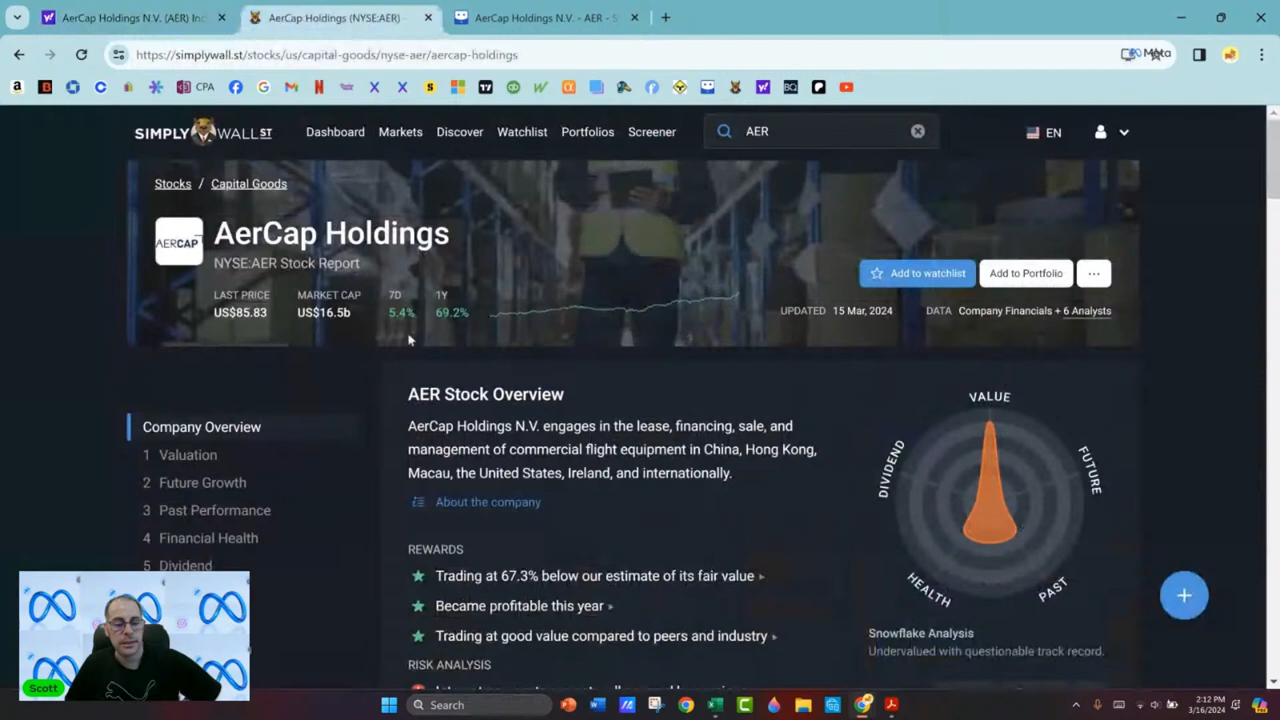 AerCap Holdings N.V. (AER) Inc
AerCap Holdings (NYSE:AER)
AerCap Holdings N.V. - AER - S
https://simplywall.st/stocks/us/capital-goods/nyse-aer/aercap-holdings
Meta
CPA
SIMPLY WALL ST
Dashboard
Markets
Discover
Watchlist
Portfolios
Screener
AER
EN
Stocks / Capital Goods
AERCAP
AerCap Holdings
NYSE:AER Stock Report
LAST PRICE
US$85.83
MARKET CAP
US$16.5b
7D
5.4%
1Y
69.2%
Add to watchlist
Add to Portfolio
UPDATED 15 Mar, 2024
DATA Company Financials + 6 Analysts
Company Overview
1 Valuation
2 Future Growth
3 Past Performance
4 Financial Health
5 Dividend
AER Stock Overview
AerCap Holdings N.V. engages in the lease, financing, sale, and
management of commercial flight equipment in China, Hong Kong,
Macau, the United States, Ireland, and internationally.
About the company
REWARDS
Trading at 67.3% below our estimate of its fair value
Became profitable this year
Trading at good value compared to peers and industry
RISK ANALYSIS
VALUE
FUTURE
PAST
HEALTH
DIVIDEND
Snowflake Analysis
Undervalued with questionable track record.
Scott
Search
2:12 PM
3/16/2024